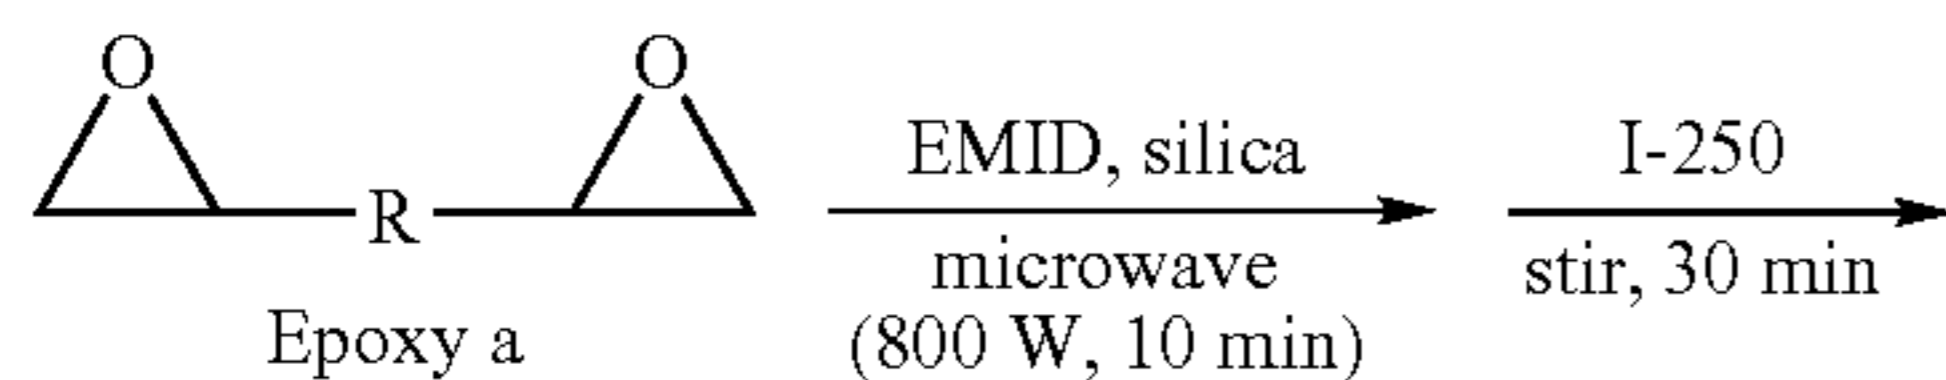 O
O
R
Epoxy a
EMID, silica
microwave
(800 W, 10 min)
I-250
stir, 30 min